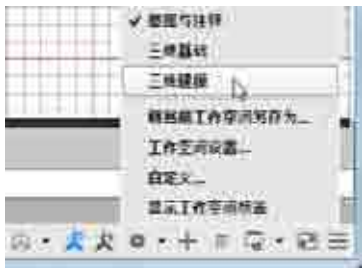 草图与注释
三维基础
三维建模
将当前工作空间另存为...
工作空间设置...
自定义...
显示工作空间标签